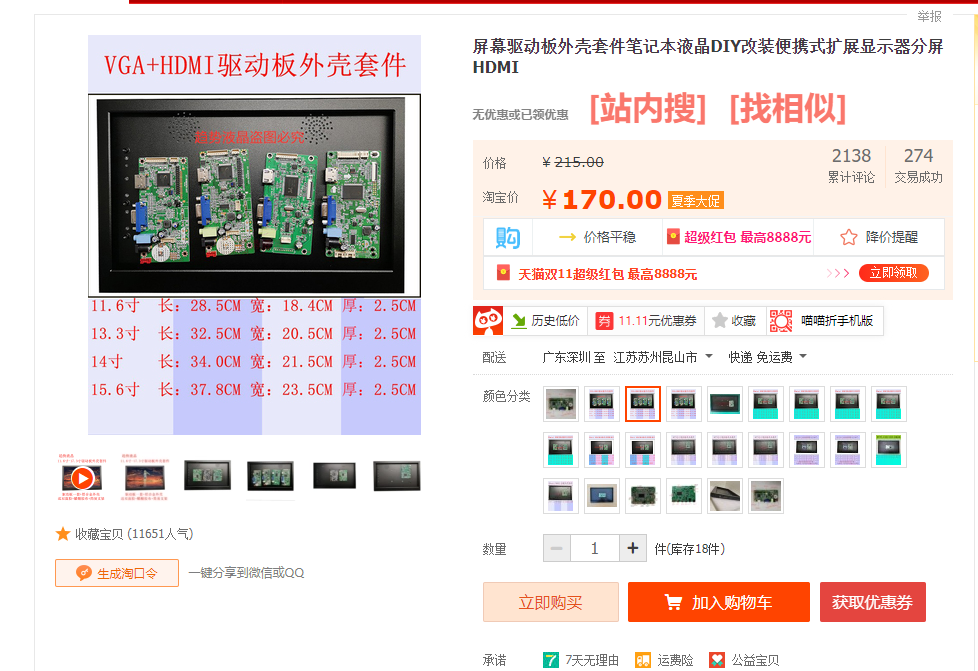 举报
VGA+HDMI驱动板外壳套件
趋势液晶盗图必究
11.6寸 长: 28.5CM 宽: 18.4CM 厚: 2.5CM
13.3寸 长: 32.5CM 宽: 20.5CM 厚: 2.5CM
14寸 长: 34.0CM 宽: 21.5CM 厚: 2.5CM
15.6寸 长: 37.8CM 宽: 23.5CM 厚: 2.5CM
收藏宝贝 (11651人气)
生成淘口令 一键分享到微信或QQ
屏幕驱动板外壳套件笔记本液晶DIY改装便携式扩展显示器分屏
HDMI
无优惠或已领优惠 [站内搜] [找相似]
价格 ¥ 215.00
2138 累计评论
274 交易成功
淘宝价 ¥170.00 夏季大促
购 价格平稳 超级红包 最高8888元 降价提醒
天猫双11超级红包 最高8888元 立即领取
历史低价 券 11.11元优惠券 收藏 喵喵折手机版
配送 广东深圳 至 江苏苏州昆山市 快递 免运费
颜色分类
数量 − 1 + 件(库存18件)
立即购买 加入购物车 获取优惠券
承诺 7 7天无理由 运费险 公益宝贝